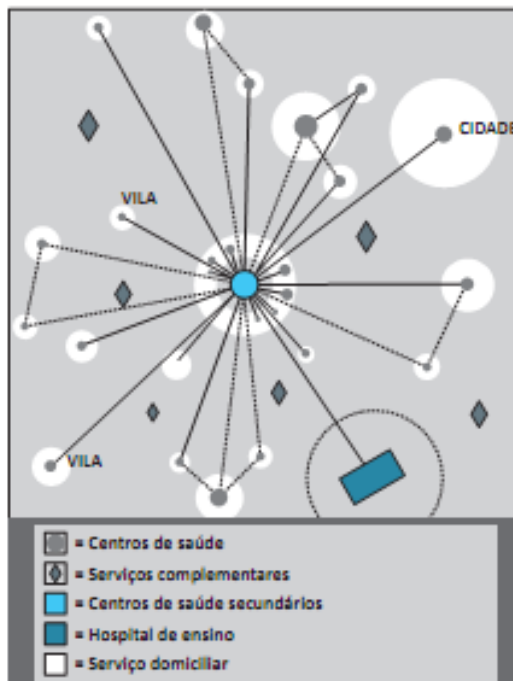 CIDADE
VILA
VILA
= Centros de saúde
= Serviços complementares
= Centros de saúde secundários
= Hospital de ensino
= Serviço domiciliar